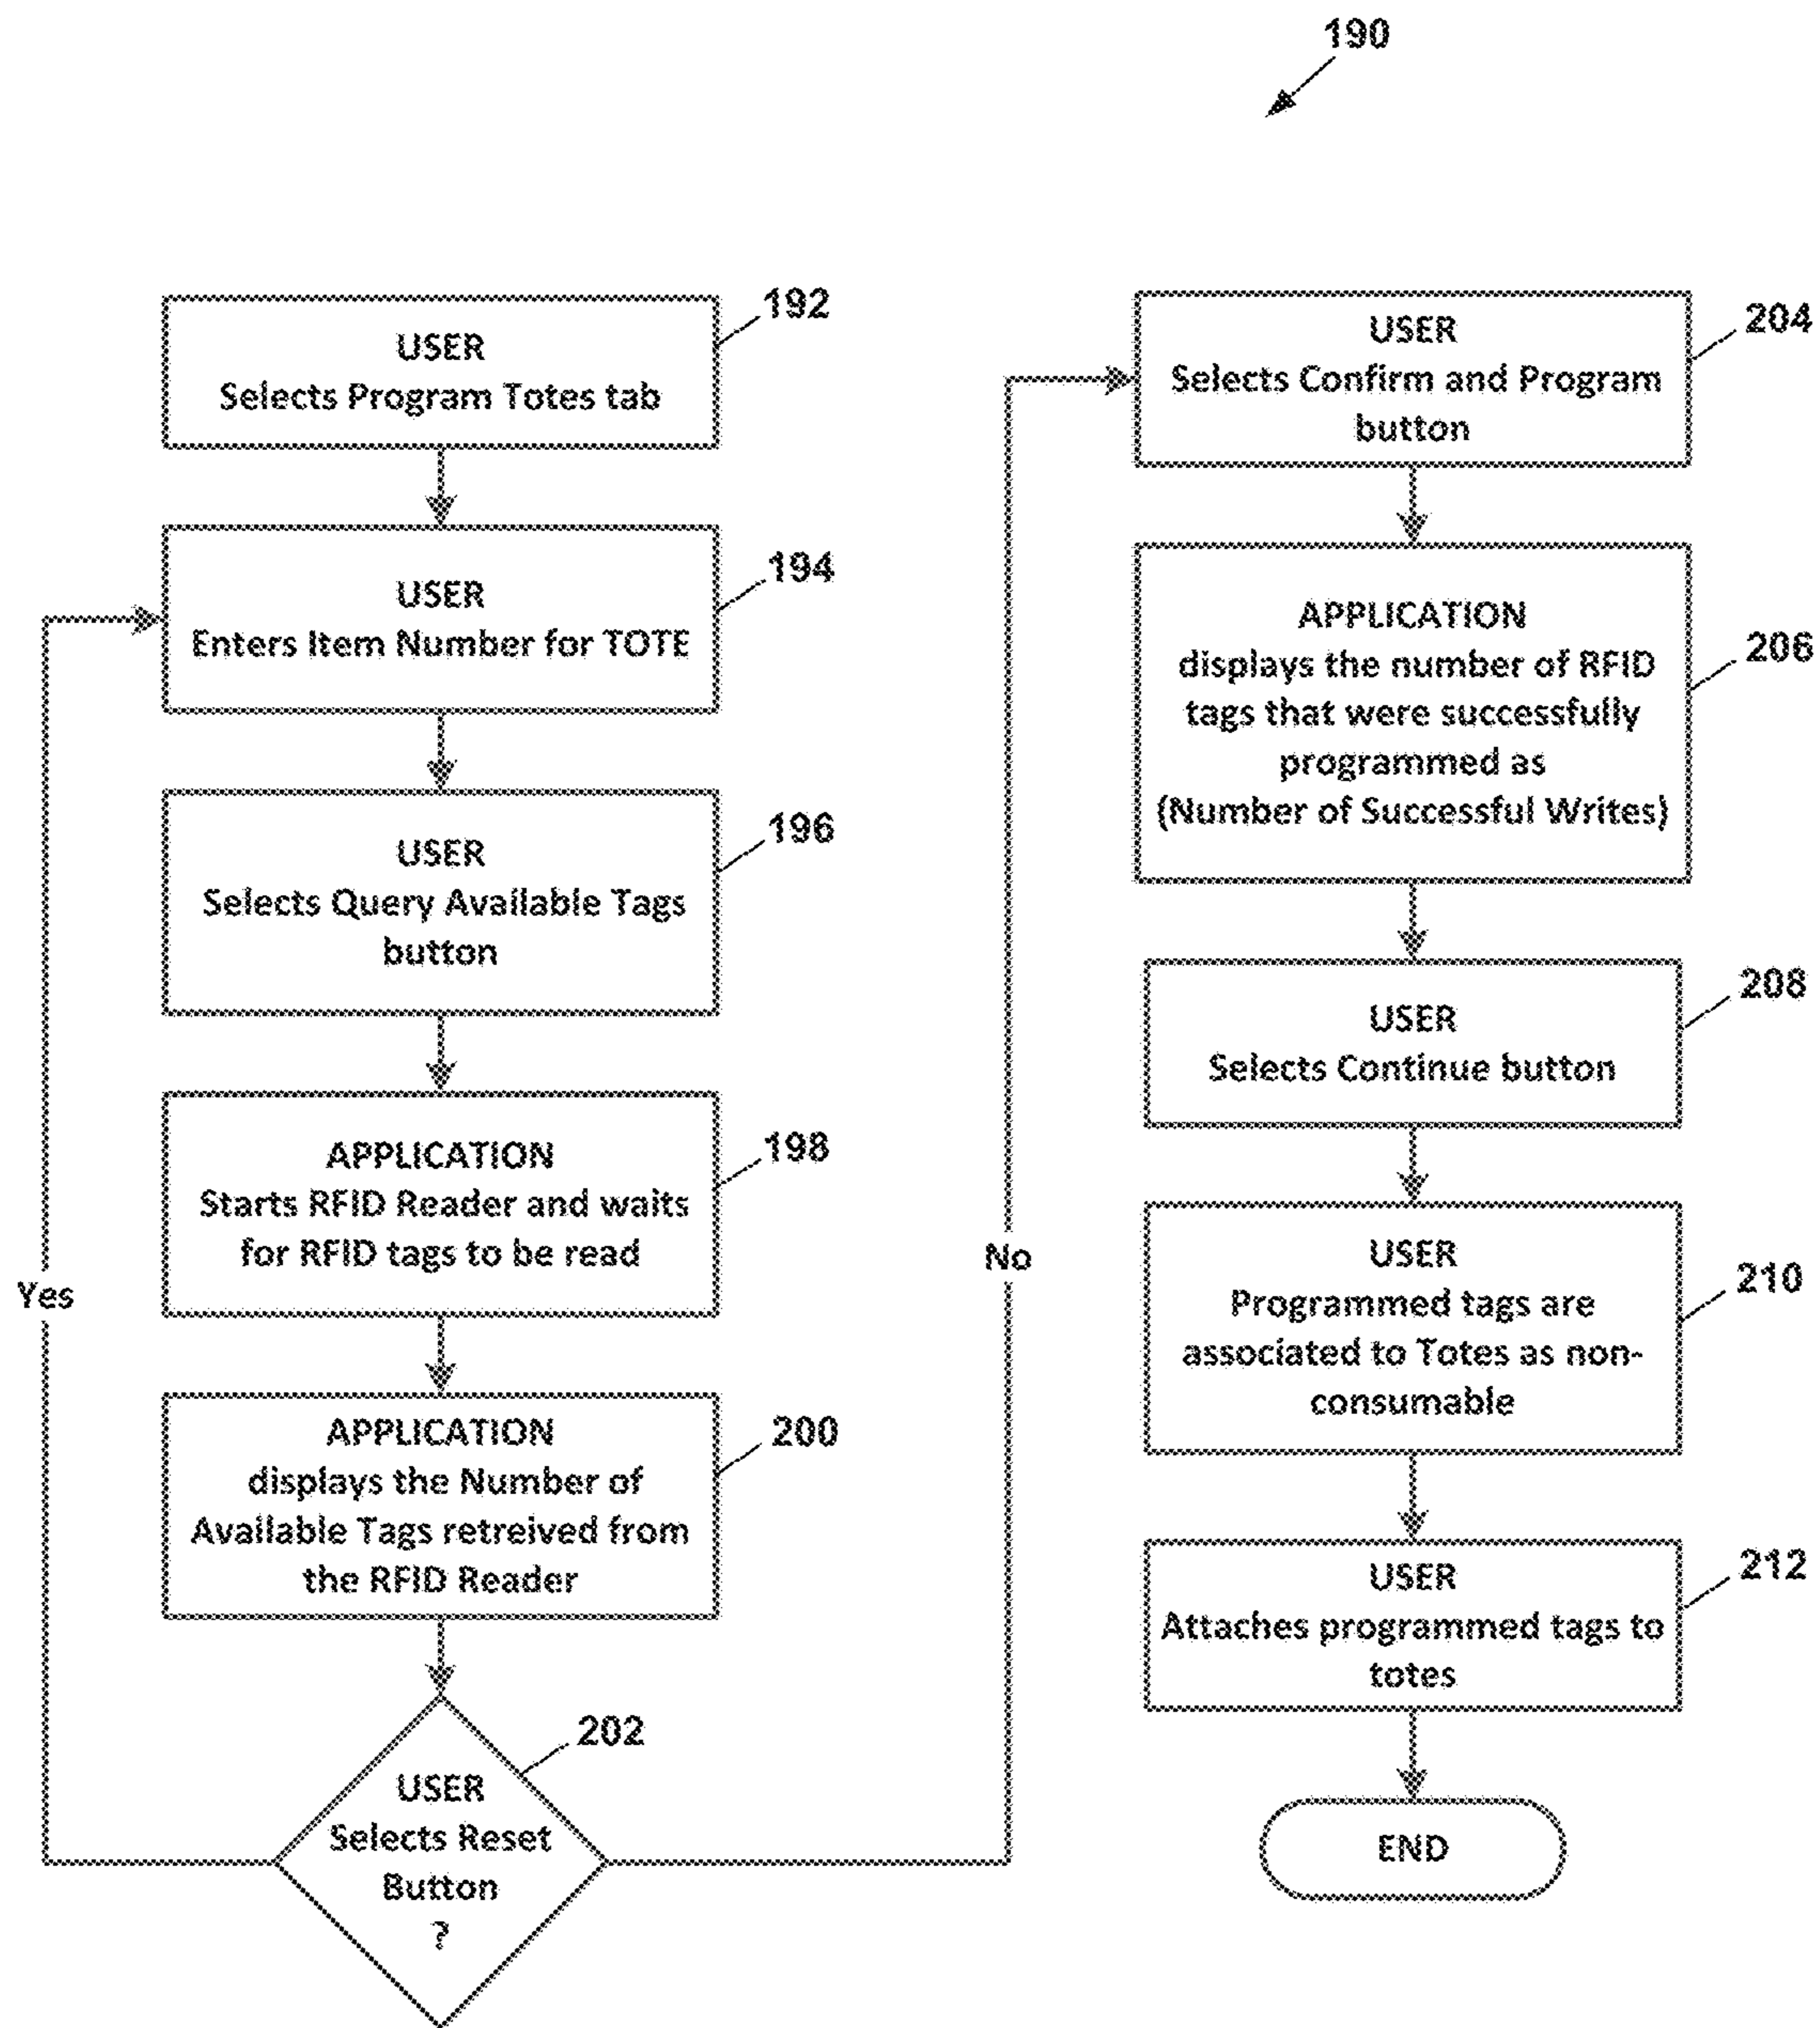 190
192
USER
Selects Program Totes tab
194
USER
Enters Item Number for TOTE
196
USER
Selects Query Available Tags
button
198
APPLICATION
Starts RFID Reader and waits
for RFID tags to be read
200
APPLICATION
displays the Number of
Available Tags retreived from
the RFID Reader
202
USER
Selects Reset
Button
?
Yes
No
204
USER
Selects Confirm and Program
button
206
APPLICATION
displays the number of RFID
tags that were successfully
programmed as
(Number of Successful Writes)
208
USER
Selects Continue button
210
USER
Programmed tags are
associated to Totes as non-
consumable
212
USER
Attaches programmed tags to
totes
END